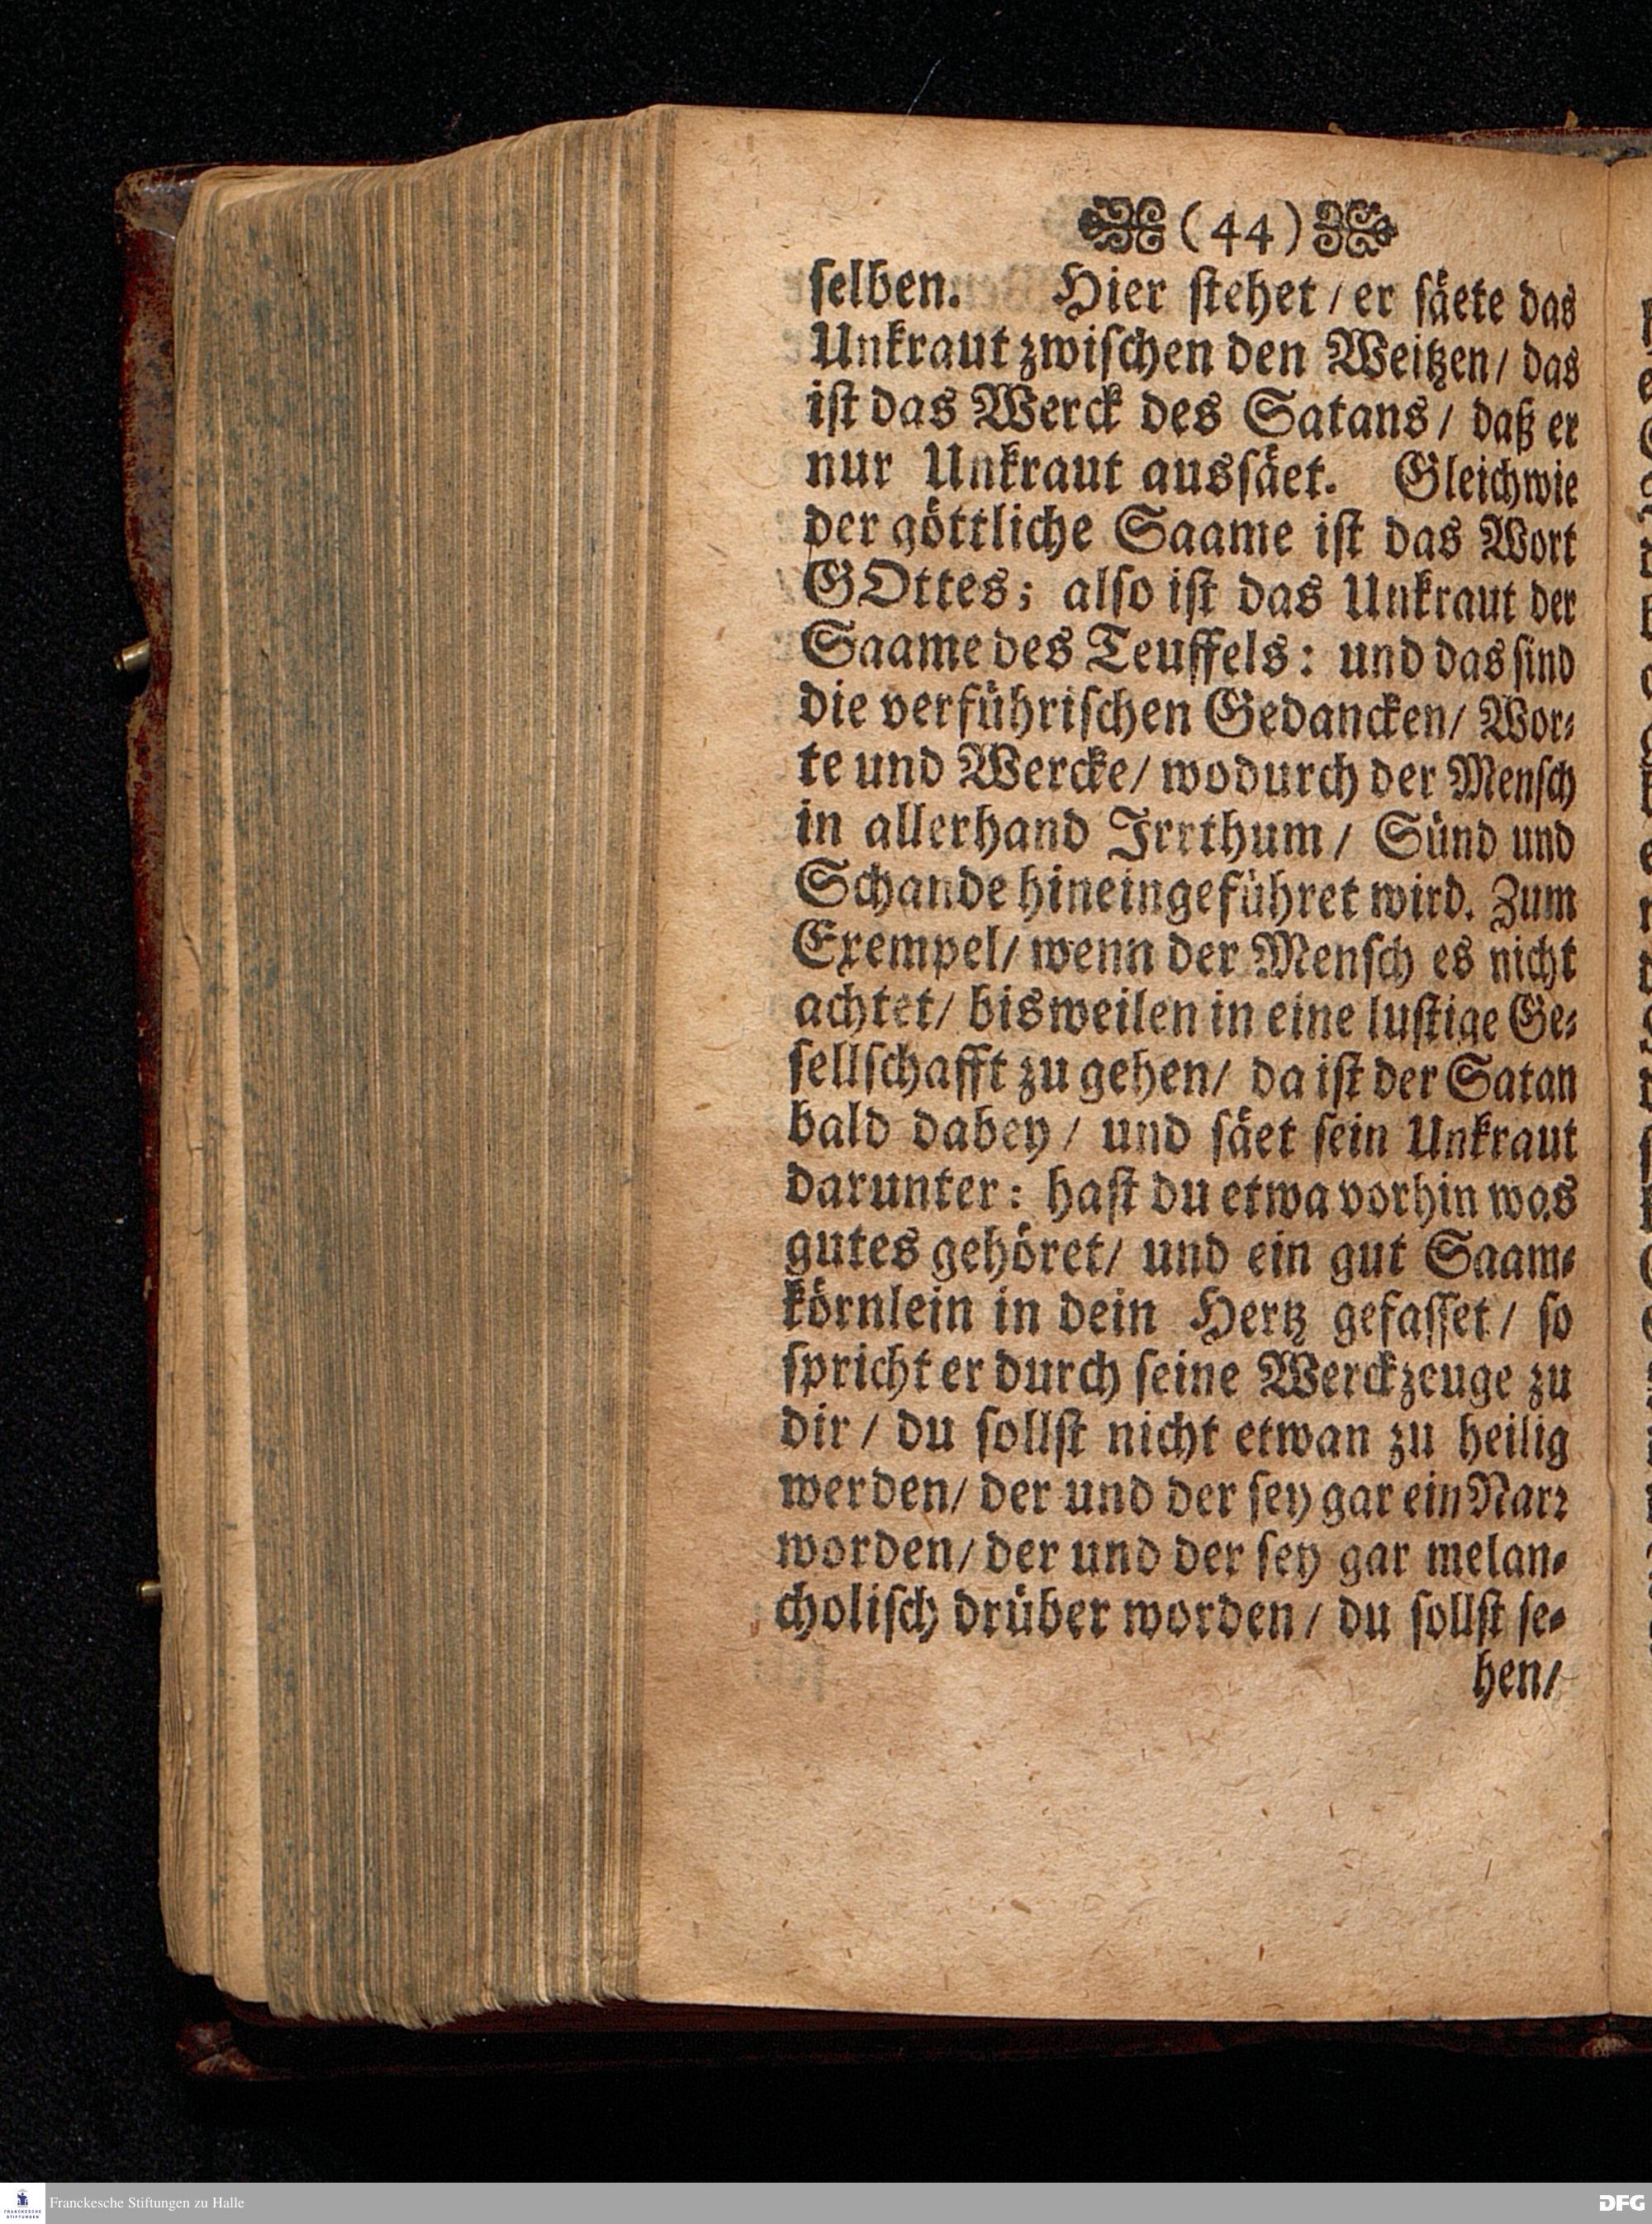 (44)
selben. Hier stehet / er säete das
Unkraut zwischen den Weitzen / das
ist das Werck des Satans / daß er
nur Unkraut aussäet. Gleichwie
der göttliche Saame ist das Wort
GOttes; also ist das Unkraut der
Saame des Teuffels: und das sind
die verführischen Gedancken / Wor-
te und Wercke / wodurch der Mensch
in allerhand Irrthum / Sünd und
Schande hineingeführet wird. Zum
Exempel / wenn der Mensch es nicht
achtet / bisweilen in eine lustige Ge-
sellschafft zu gehen / da ist der Satan
bald dabey / und säet sein Unkraut
darunter: hast du etwa vorhin was
gutes gehöret / und ein gut Saam-
körnlein in dein Hertz gefasset / so
spricht er durch seine Werckzeuge zu
dir / du sollst nicht etwan zu heilig
werden / der und der sey gar ein Narr
worden / der und der sey gar melan-
cholisch drüber worden / du sollst se-
hen /
Franckesche Stiftungen zu Halle
DFG